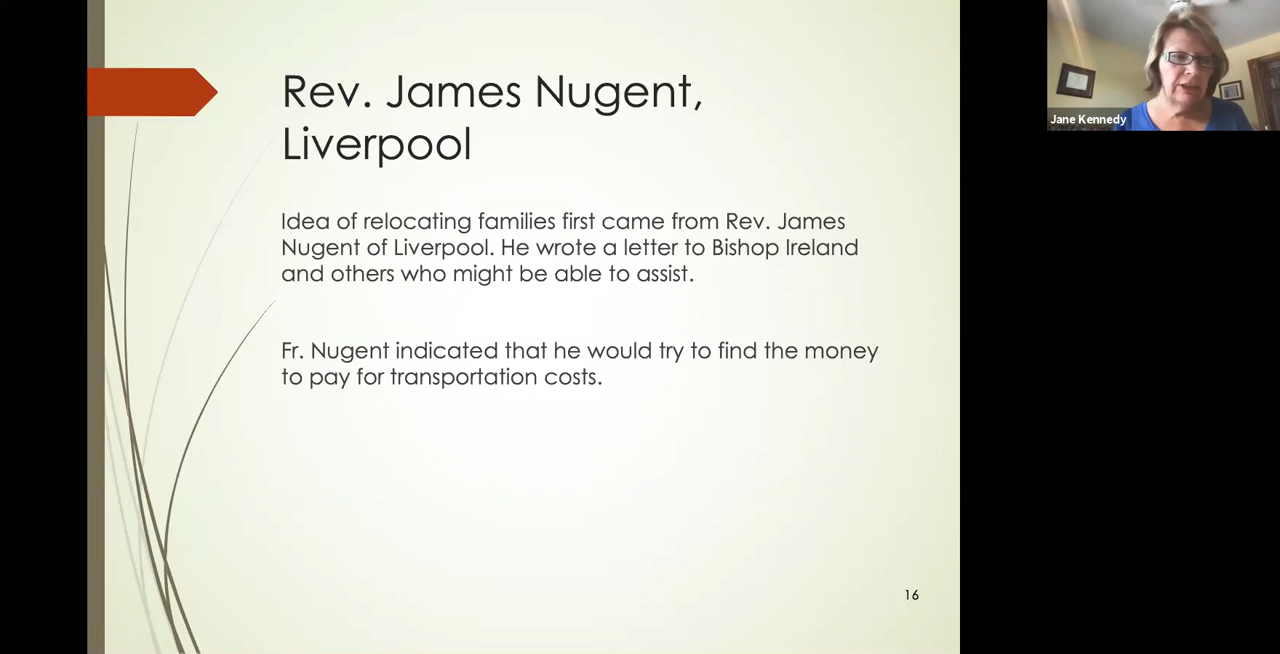 Rev. James Nugent,
Liverpool
Idea of relocating families first came from Rev. James
Nugent of Liverpool. He wrote a letter to Bishop Ireland
and others who might be able to assist.
Fr. Nugent indicated that he would try to find the money
to pay for transportation costs.
16
Jane Kennedy